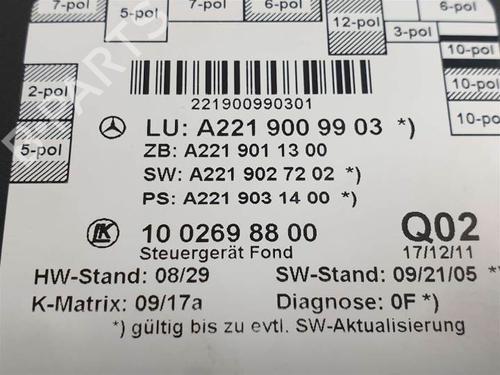 7-pol
5-pol
7-pol
12-pol
6-pol
3-pol
10-pol
2-pol
10-pol
5-pol
10-pol
221900990301
LU: A221 900 99 03 *)
ZB: A221 901 13 00
SW: A221 902 72 02 *)
PS: A221 903 14 00 *)
LK 10 0269 88 00 Q02
Steuergerät Fond 17/12/11
HW-Stand: 08/29 SW-Stand: 09/21/05 *
K-Matrix: 09/17a Diagnose: 0F *)
*) gültig bis zu evtl. SW-Aktualisierung